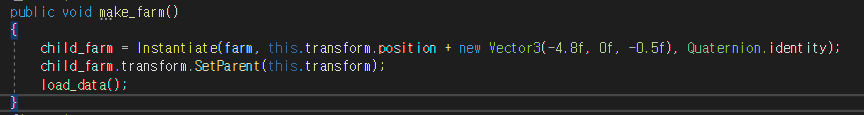 public void make_farm()
{
child_farm = Instantiate(farm, this.transform.position + new Vector3(-4.8f, 0f, -0.5f), Quaternion.identity);
child_farm.transform.SetParent(this.transform);
load_data();
}